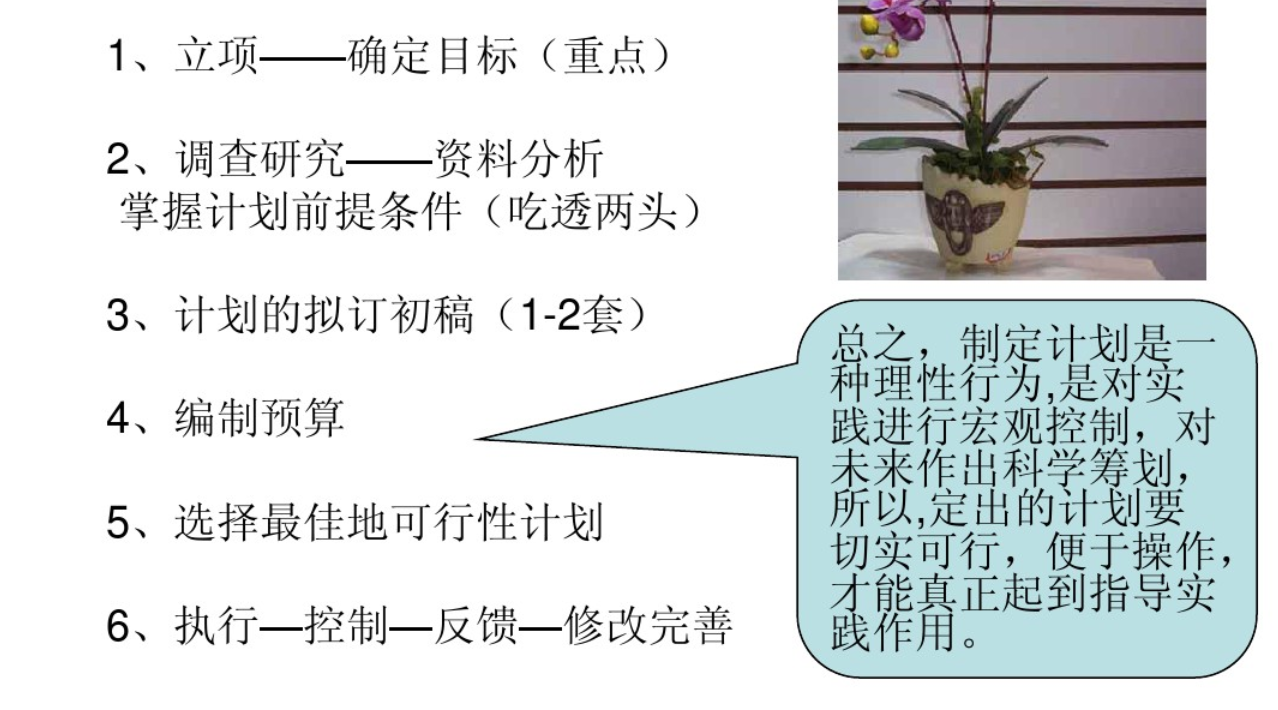 1、立项——确定目标（重点）
2、调查研究——资料分析
掌握计划前提条件（吃透两头）
3、计划的拟订初稿（1-2套）
4、编制预算
5、选择最佳地可行性计划
6、执行—控制—反馈—修改完善
总之，制定计划是一
种理性行为,是对实
践进行宏观控制，对
未来作出科学筹划，
所以,定出的计划要
切实可行，便于操作，
才能真正起到指导实
践作用。